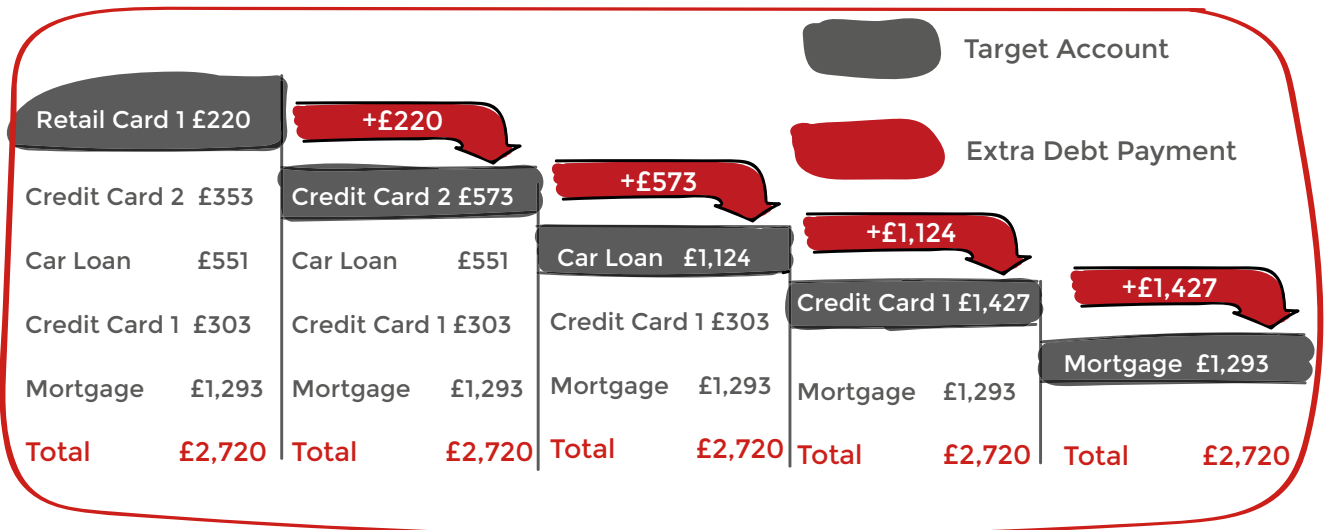 Target Account
Retail Card 1 £220
+£220
Extra Debt Payment
Credit Card 2 £353
Credit Card 2 £573
+£573
+£1,124
Car Loan £551
Car Loan £551
Car Loan £1,124
Credit Card 1 £1,427
+£1,427
Credit Card 1 £303
Credit Card 1 £303
Credit Card 1 £303
Mortgage £1,293
Mortgage £1,293
Mortgage £1,293
Mortgage £1,293
Mortgage £1,293
Total £2,720
Total £2,720
Total £2,720
Total £2,720
Total £2,720